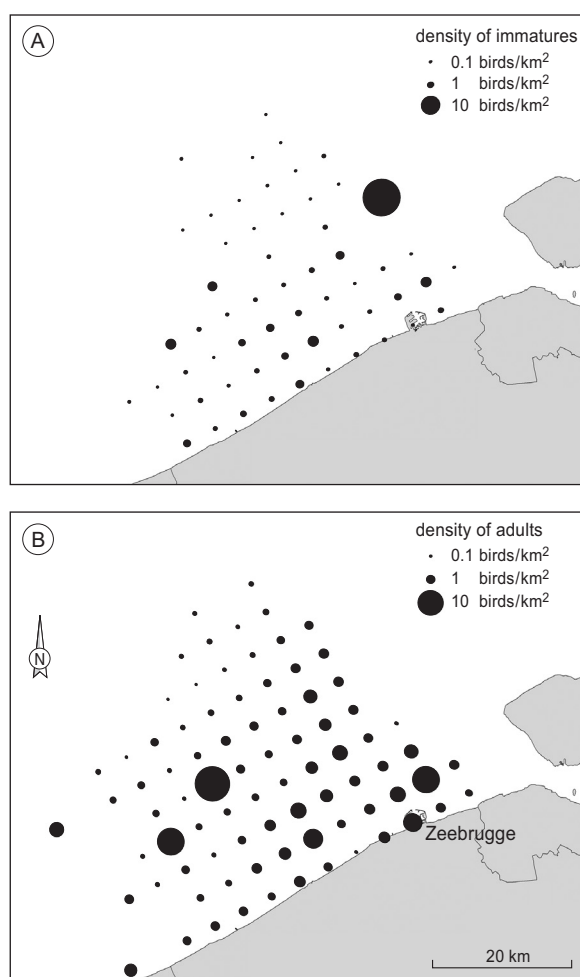 A
density of immatures
0.1 birds/km²
1 birds/km²
10 birds/km²
B
density of adults
0.1 birds/km²
1 birds/km²
10 birds/km²
N
Zeebrugge
20 km